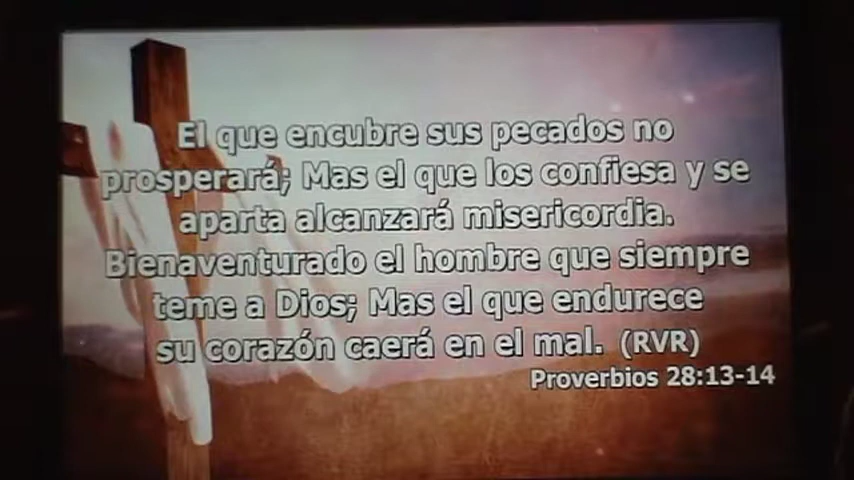 El que encubre sus pecados no
prosperará; Mas el que los confiesa y se
aparta alcanzará misericordia.
Bienaventurado el hombre que siempre
teme a Dios; Mas el que endurece
su corazón caerá en el mal. (RVR)
Proverbios 28:13-14